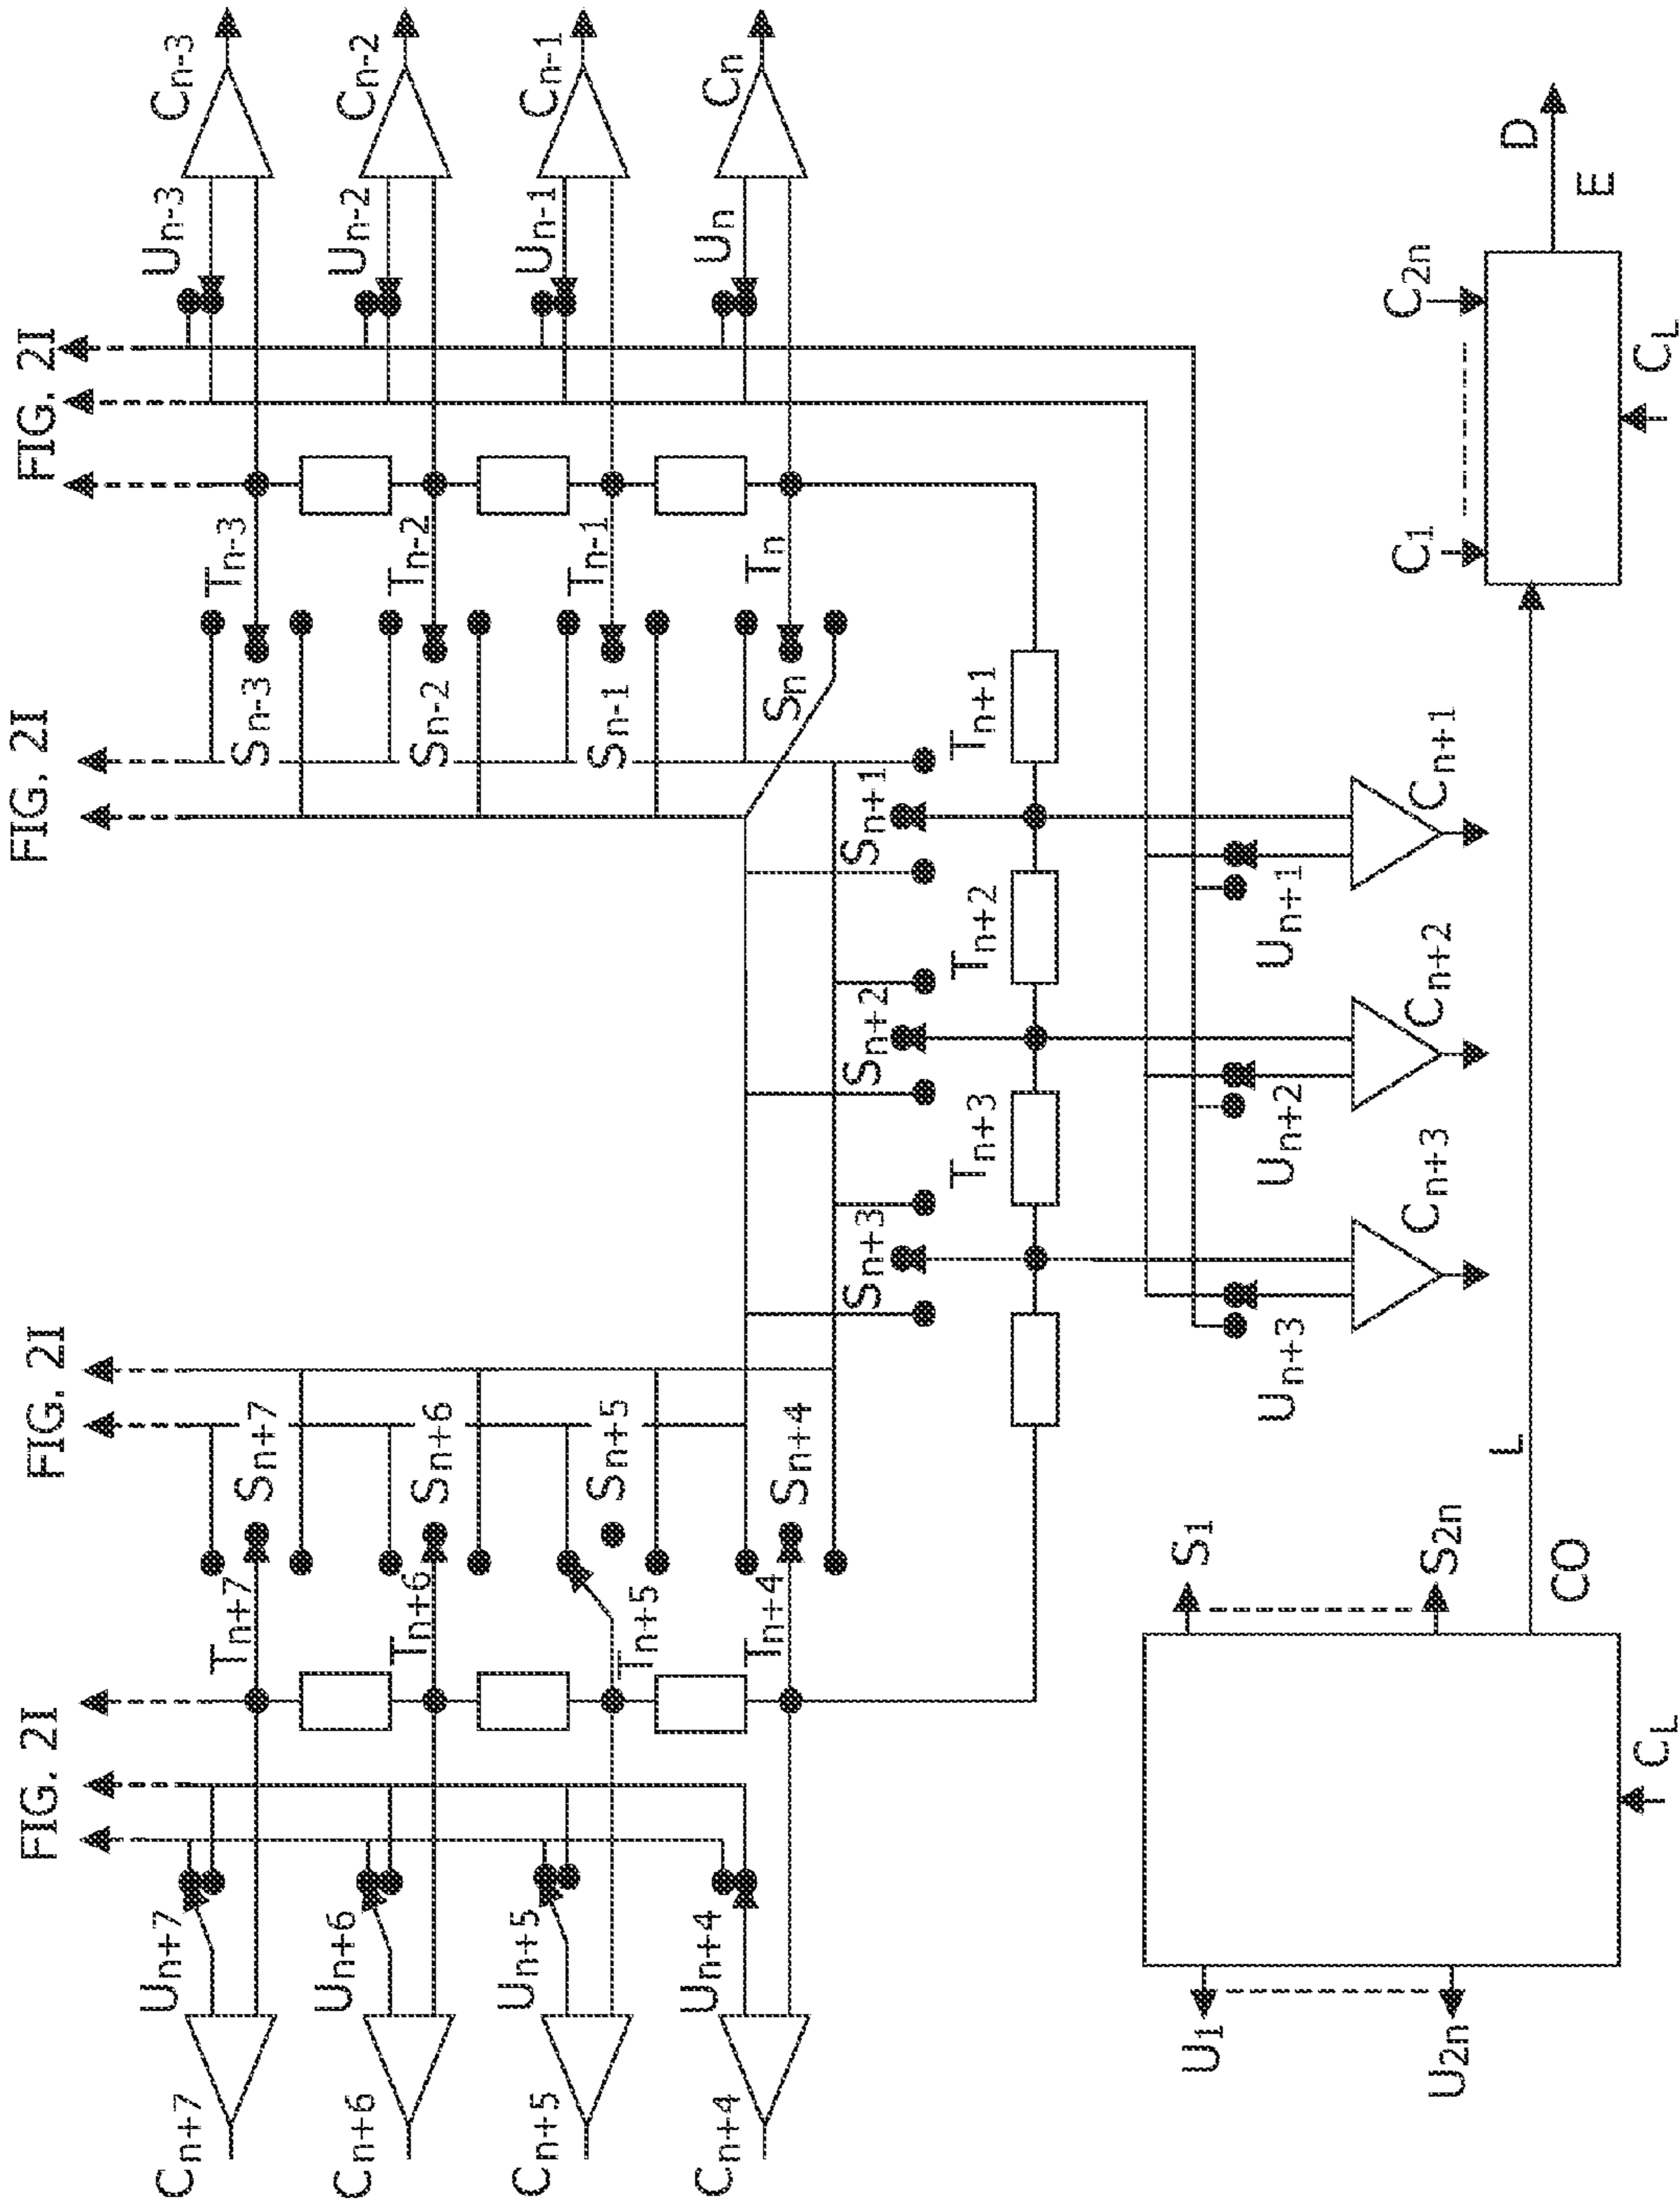 FIG. 2I
FIG. 2I
FIG. 2I
FIG. 2I
Cn+7
Un+7
Tn+7
Sn+7
Sn-3
Tn-3
Un-3
Cn-3
Cn+6
Un+6
Tn+6
Sn+6
Sn-2
Tn-2
Un-2
Cn-2
Cn+5
Un+5
Tn+5
Sn+5
Sn-1
Tn-1
Un-1
Cn-1
Cn+4
Un+4
Tn+4
Sn+4
Sn
Tn
Un
Cn
Sn+3
Sn+2
Sn+1
Tn+3
Tn+2
Tn+1
Un+3
Un+2
Un+1
Cn+3
Cn+2
Cn+1
U1
U2n
S1
S2n
CO
CL
L
C1
C2n
CL
D
E